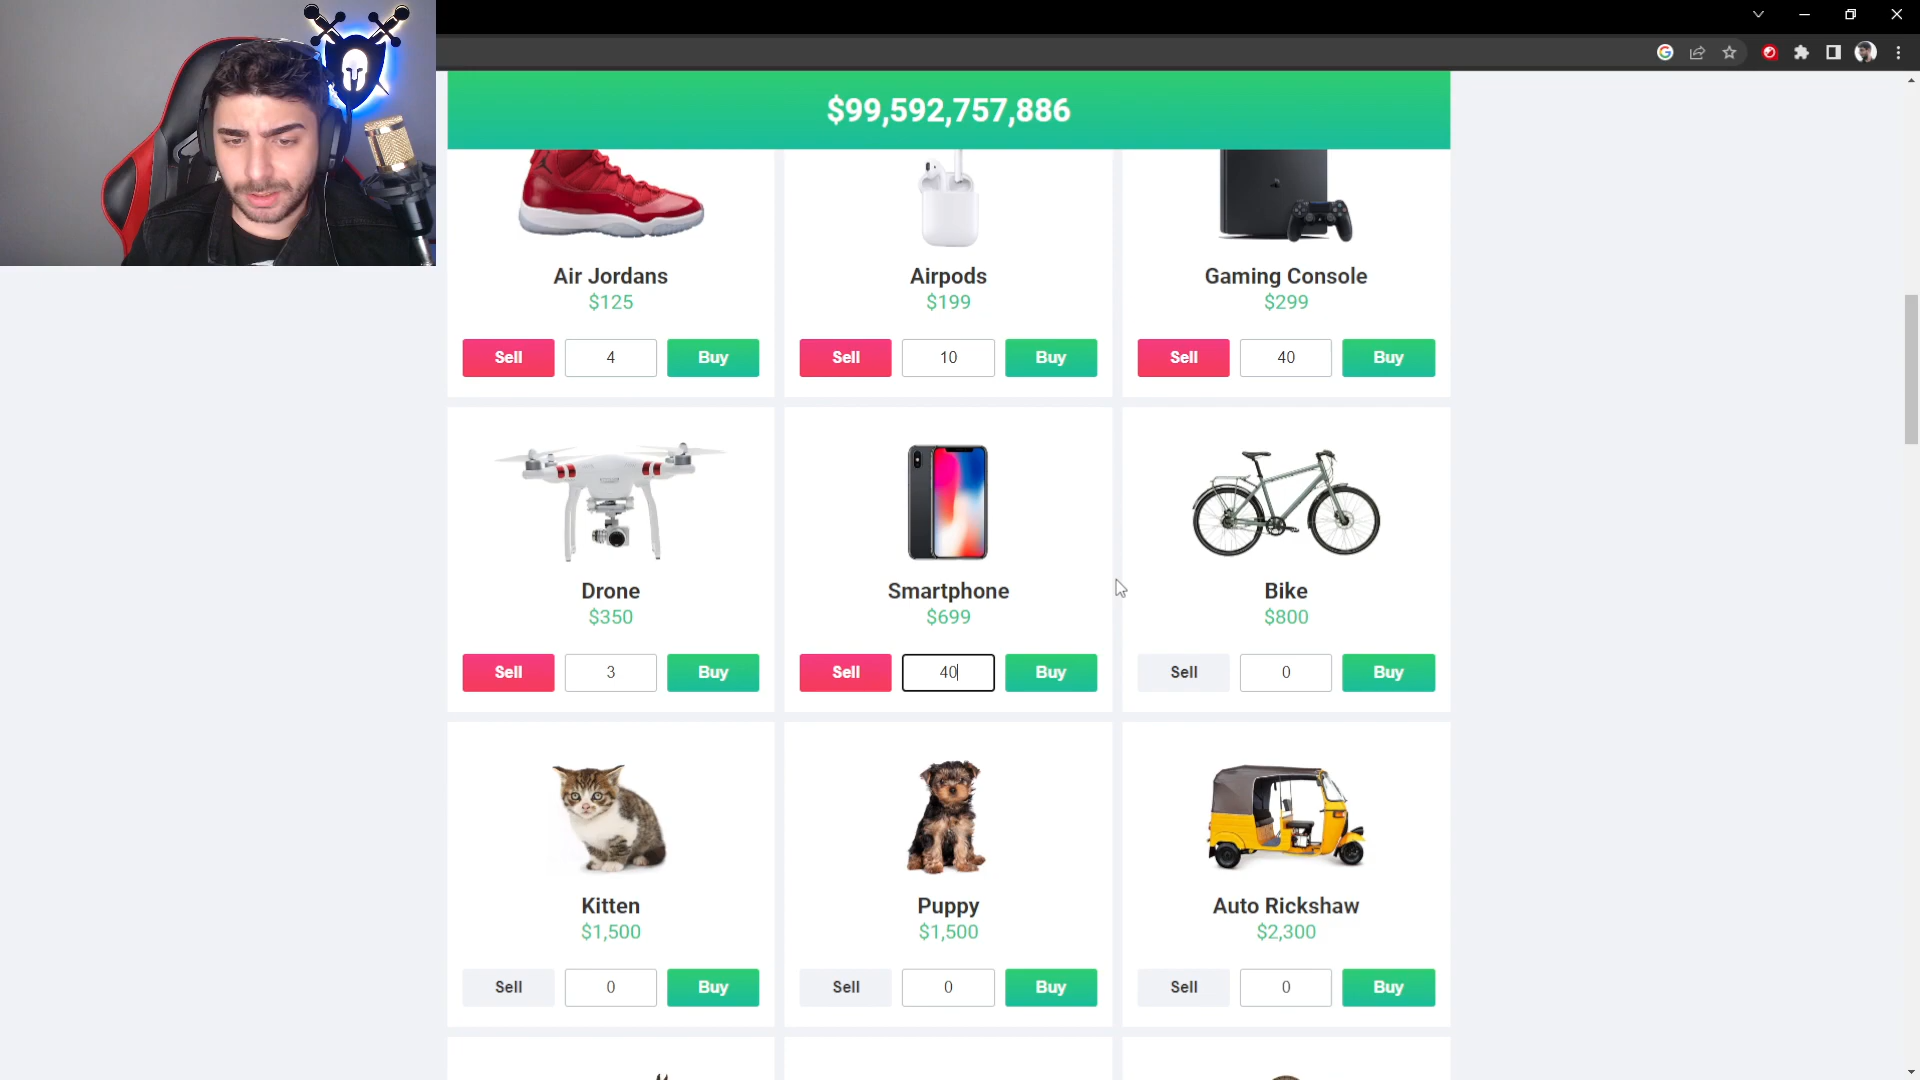 $99,592,757,886
Air Jordans
$125
Sell 4 Buy
Airpods
$199
Sell 10 Buy
Gaming Console
$299
Sell 40 Buy
Drone
$350
Sell 3 Buy
Smartphone
$699
Sell 40 Buy
Bike
$800
Sell 0 Buy
Kitten
$1,500
Sell 0 Buy
Puppy
$1,500
Sell 0 Buy
Auto Rickshaw
$2,300
Sell 0 Buy